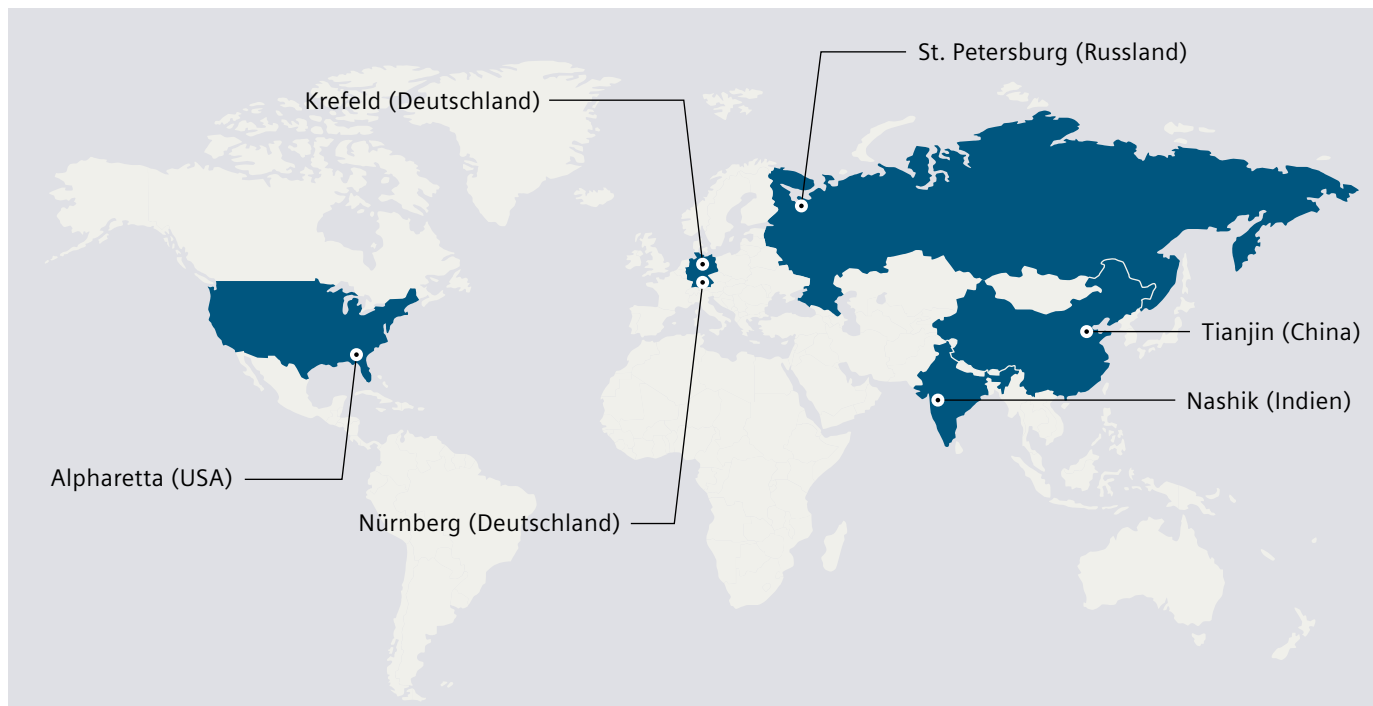 St. Petersburg (Russland)
Krefeld (Deutschland)
Tianjin (China)
Nashik (Indien)
Alpharetta (USA)
Nürnberg (Deutschland)